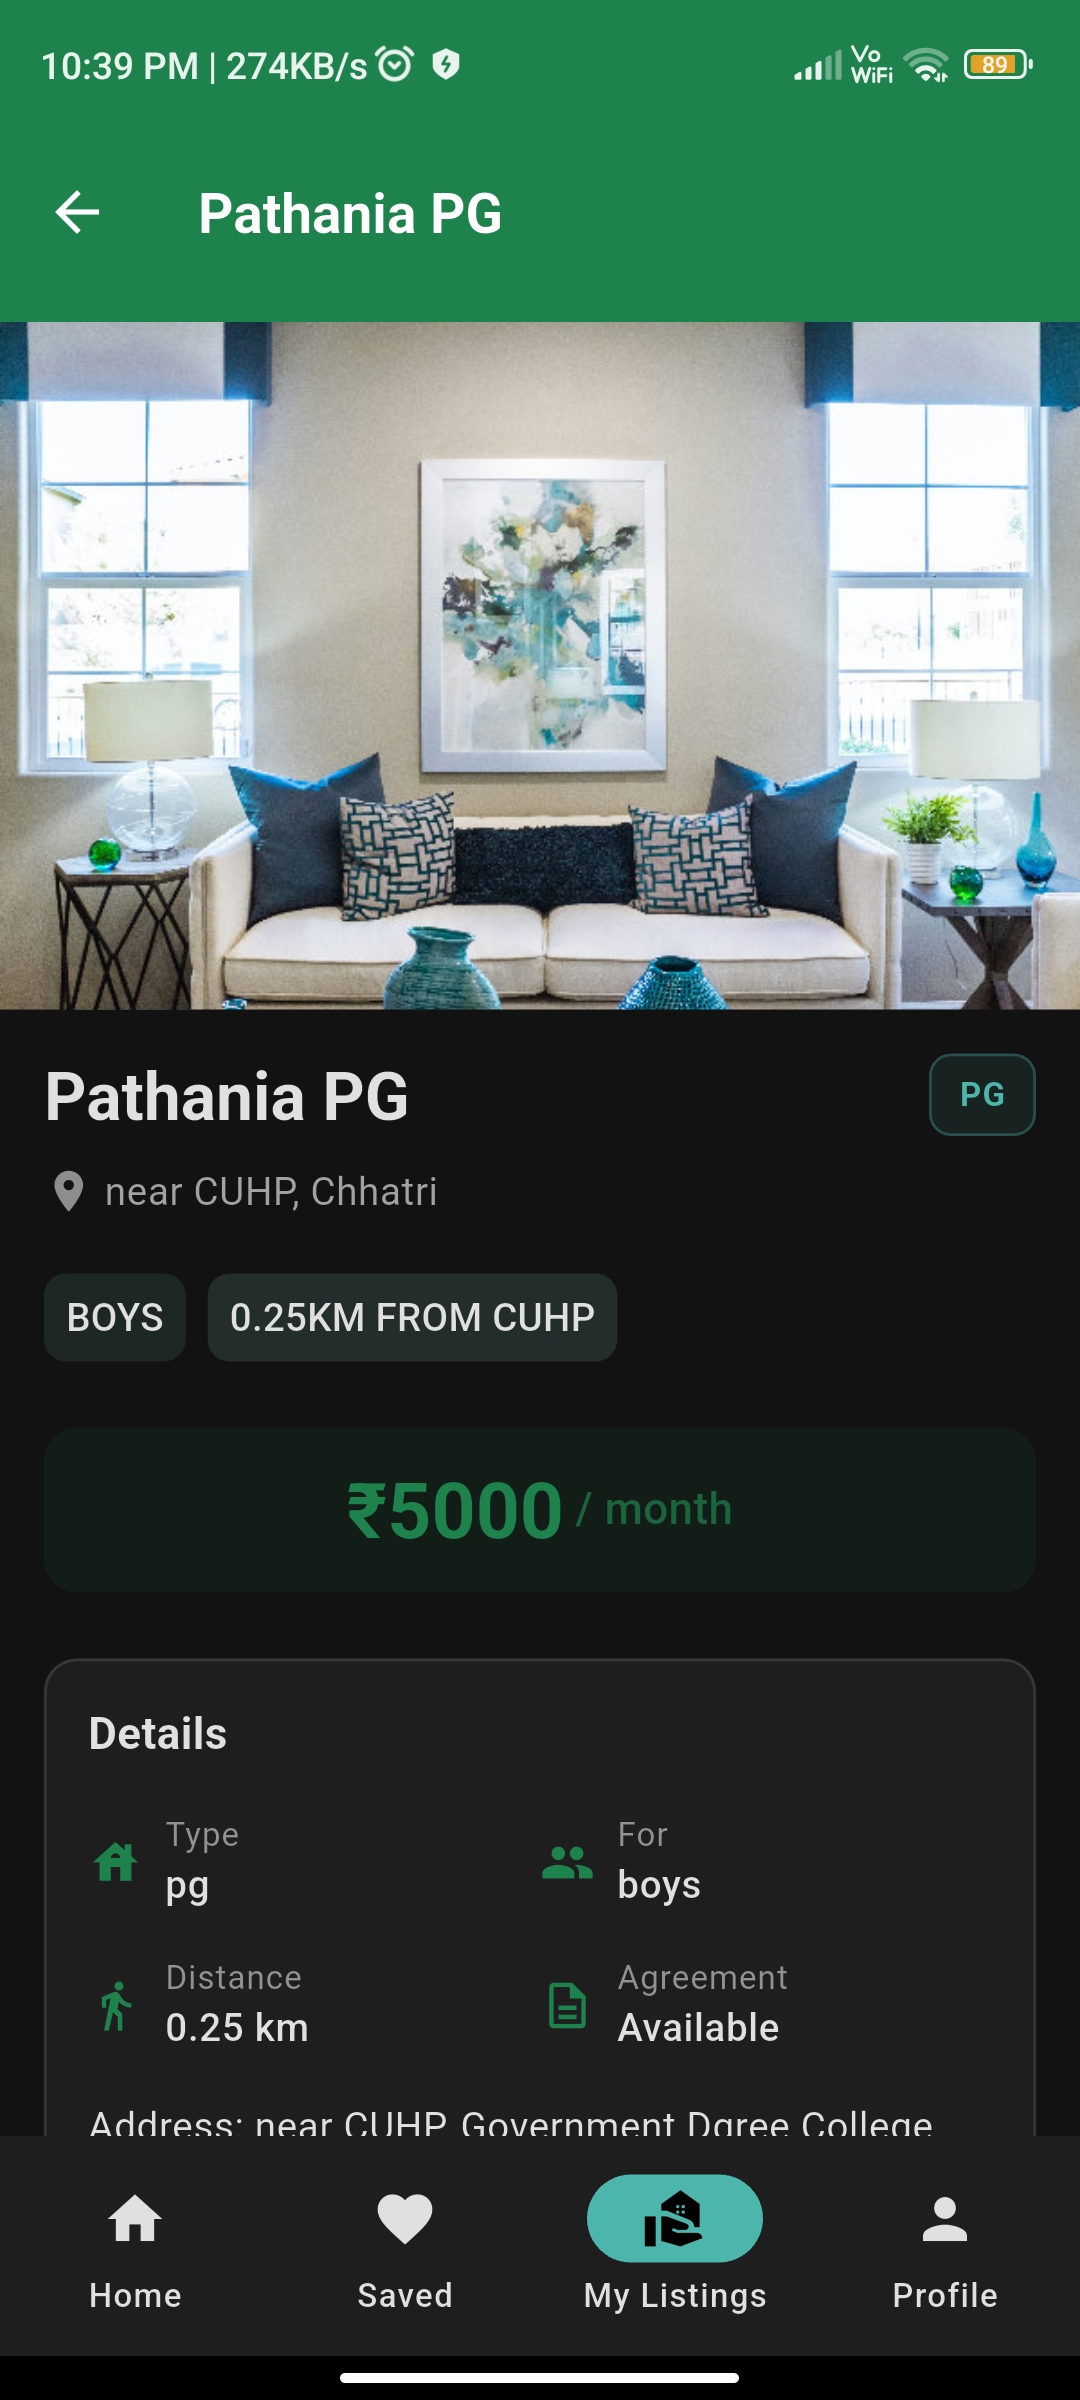 10:39 PM | 274KB/s
Vo
WiFi
89
Pathania PG
Pathania PG
PG
near CUHP, Chhatri
BOYS
0.25KM FROM CUHP
₹5000 / month
Details
Type
pg
For
boys
Distance
0.25 km
Agreement
Available
Address: near CUHP, Government Dgree College
Home
Saved
My Listings
Profile